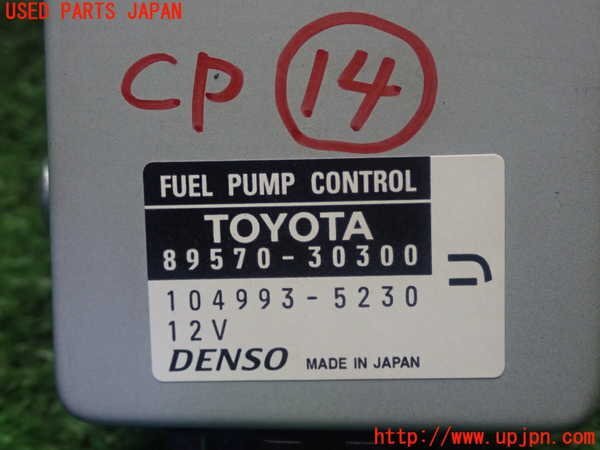 USED PARTS JAPAN
CP 14
FUEL PUMP CONTROL
TOYOTA
89570-30300
コ
104993-5230
12V
DENSO MADE IN JAPAN
http://www.upjpn.com/